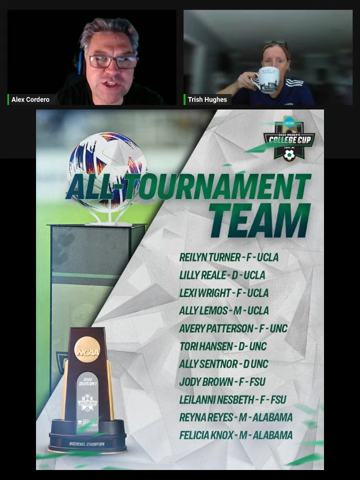 Alex Cordero
Trish Hughes
COLLEGE CUP
ALL-TOURNAMENT
TEAM
REILYN TURNER - F - UCLA
LILLY REALE - D - UCLA
LEXI WRIGHT - F - UCLA
ALLY LEMOS - M - UCLA
AVERY PATTERSON - F - UNC
TORI HANSEN - D - UNC
ALLY SENTNOR - D UNC
JODY BROWN - F - FSU
LEILANNI NESBETH - F - FSU
REYNA REYES - M - ALABAMA
FELICIA KNOX - M - ALABAMA
NCAA
NATIONAL CHAMPION